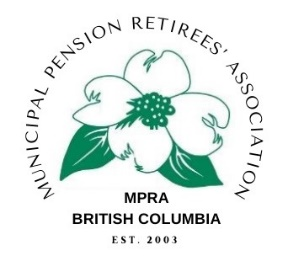 MUNICIPAL PENSION RETIREES' ASSOCIATION
MPRA
BRITISH COLUMBIA
EST. 2003